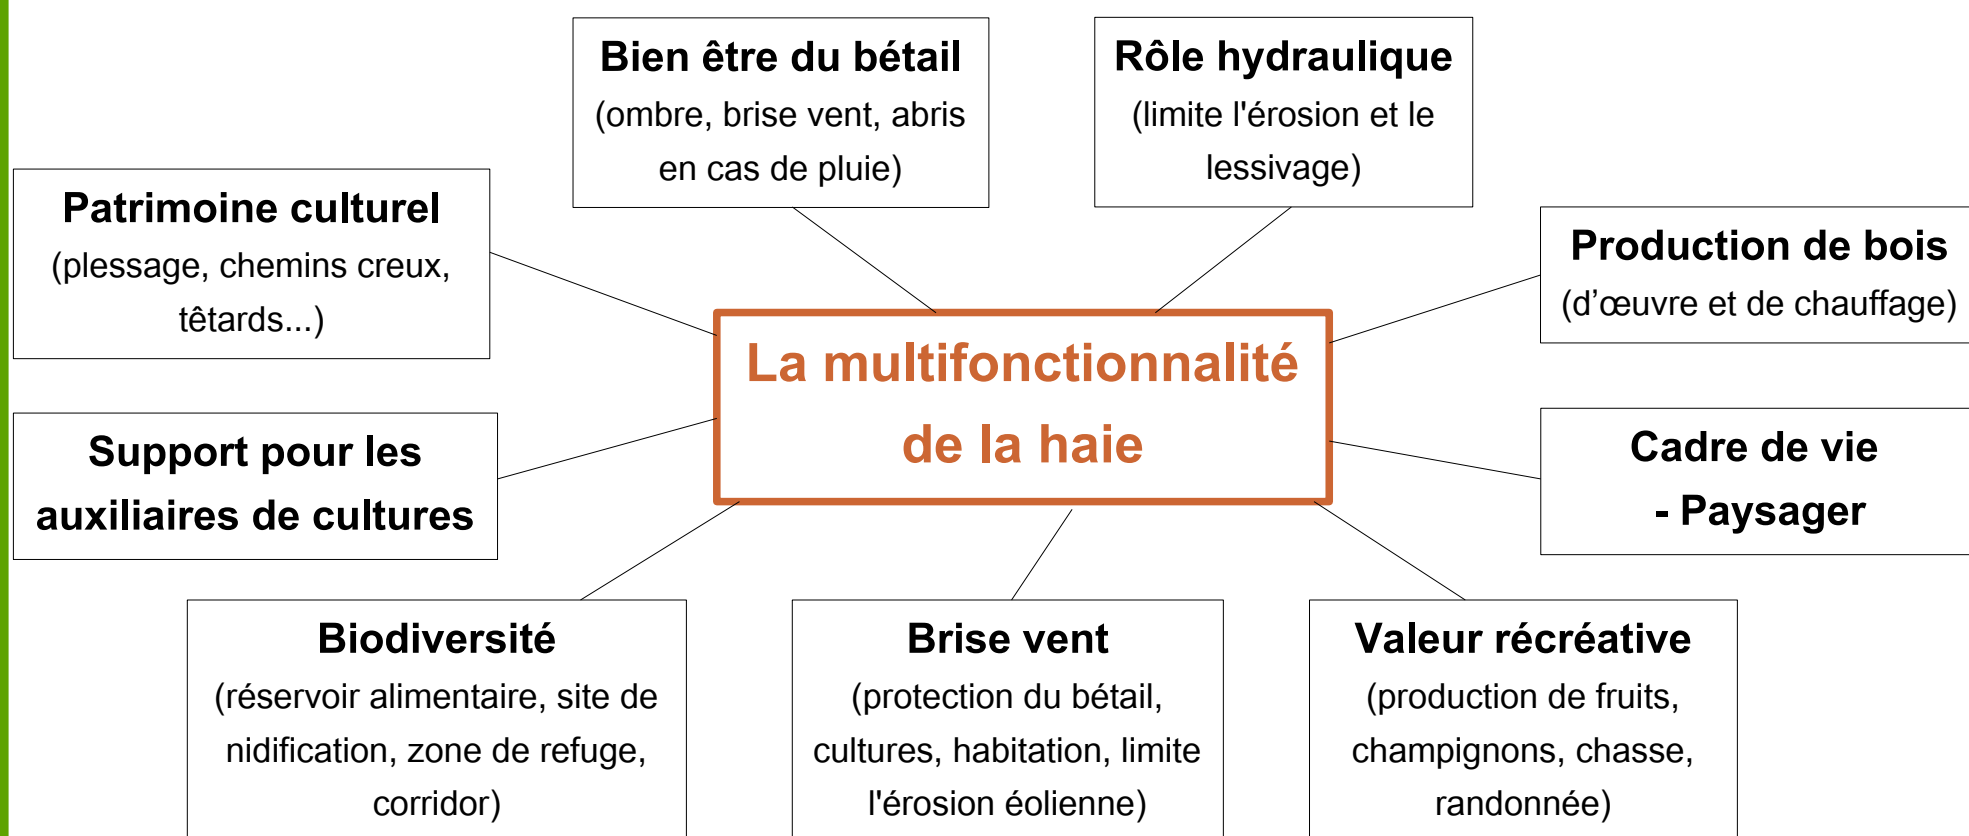 Bien être du bétail
(ombre, brise vent, abris
en cas de pluie)
Rôle hydraulique
(limite l'érosion et le
lessivage)
Patrimoine culturel
(plessage, chemins creux,
têtards...)
Production de bois
(d'œuvre et de chauffage)
La multifonctionnalité
de la haie
Support pour les
auxiliaires de cultures
Cadre de vie
- Paysager
Biodiversité
(réservoir alimentaire, site de
nidification, zone de refuge,
corridor)
Brise vent
(protection du bétail,
cultures, habitation, limite
l'érosion éolienne)
Valeur récréative
(production de fruits,
champignons, chasse,
randonnée)